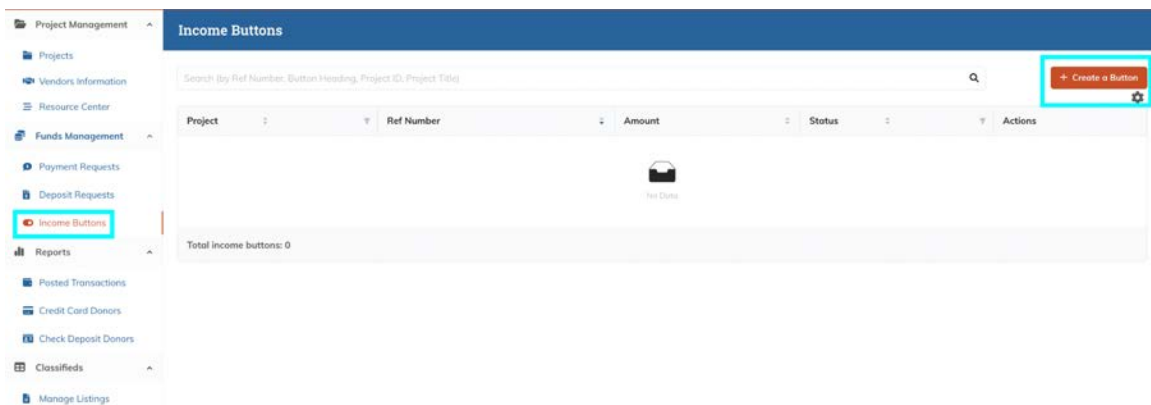 Project Management
Projects
Vendors Information
Resource Center
Funds Management
Payment Requests
Deposit Requests
Income Buttons
Reports
Posted Transactions
Credit Card Donors
Check Deposit Donors
Classifieds
Manage Listings
Income Buttons
Search (by Ref Number, Button Heading, Project ID, Project Title)
+ Create a Button
Project Ref Number Amount Status Actions
No Data
Total income buttons: 0